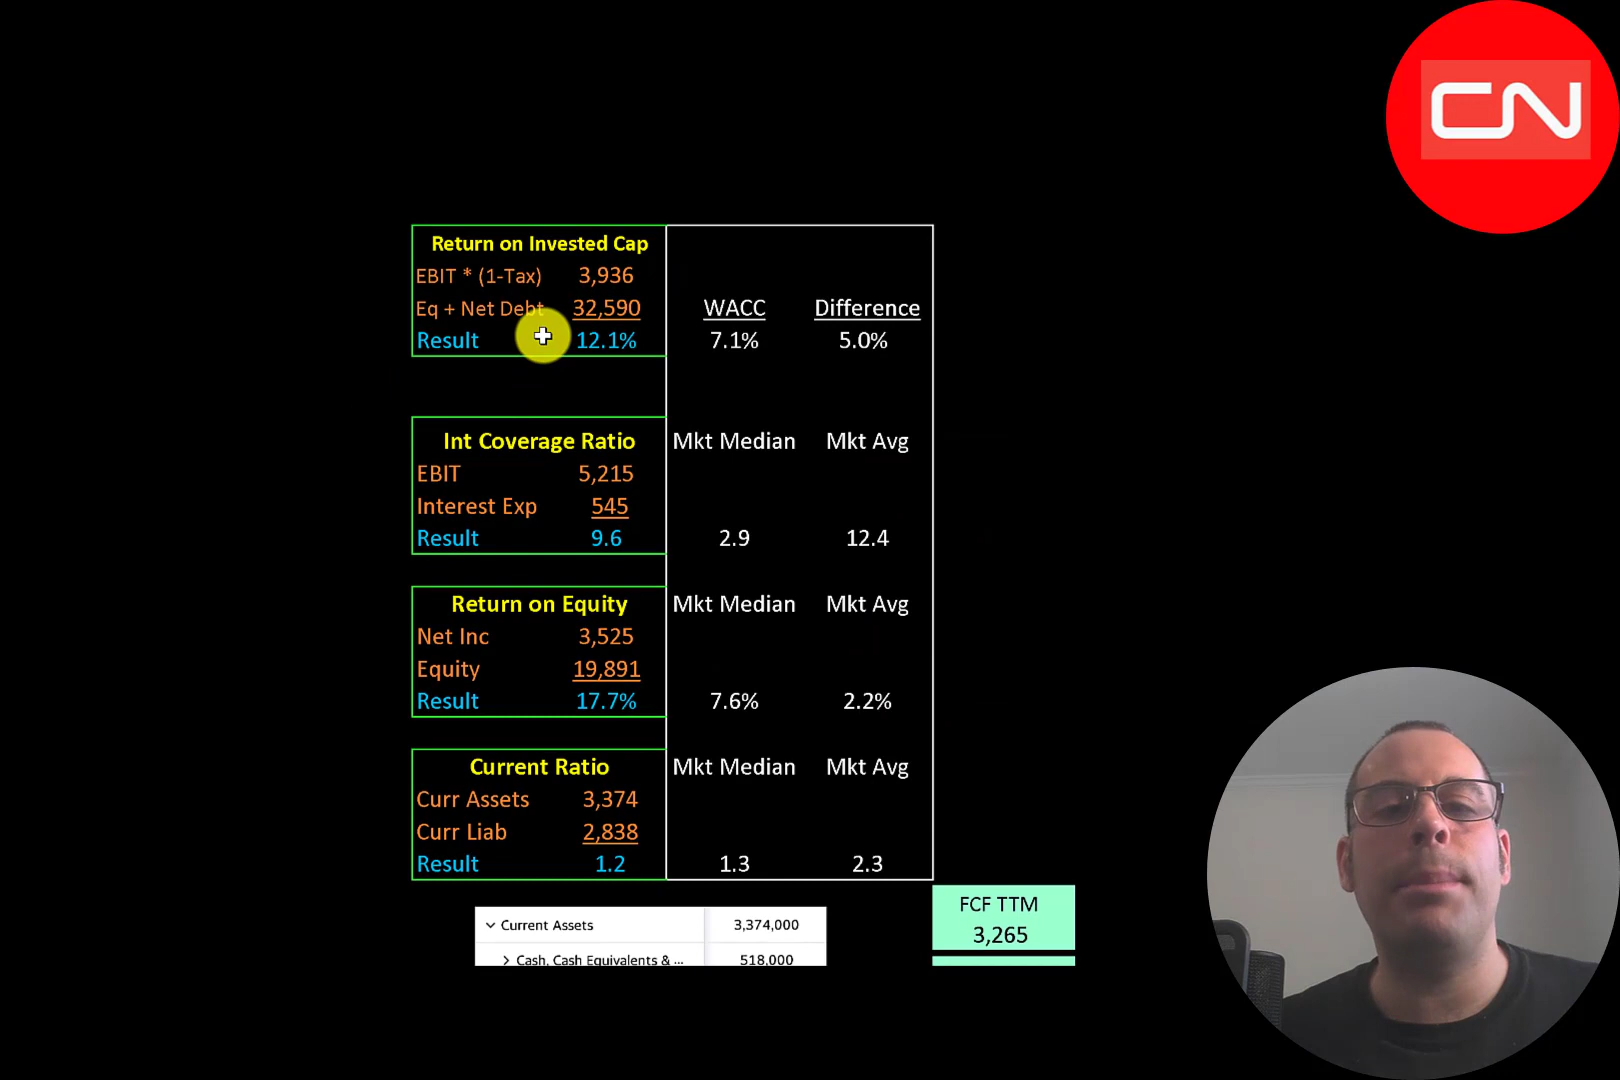 CN
Return on Invested Cap
EBIT * (1-Tax) 3,936
Eq + Net Debt 32,590 WACC Difference
Result 12.1% 7.1% 5.0%
Int Coverage Ratio Mkt Median Mkt Avg
EBIT 5,215
Interest Exp 545
Result 9.6 2.9 12.4
Return on Equity Mkt Median Mkt Avg
Net Inc 3,525
Equity 19,891
Result 17.7% 7.6% 2.2%
Current Ratio Mkt Median Mkt Avg
Curr Assets 3,374
Curr Liab 2,838
Result 1.2 1.3 2.3
FCF TTM
3,265
Current Assets 3,374,000
Cash, Cash Equivalents & ... 518,000